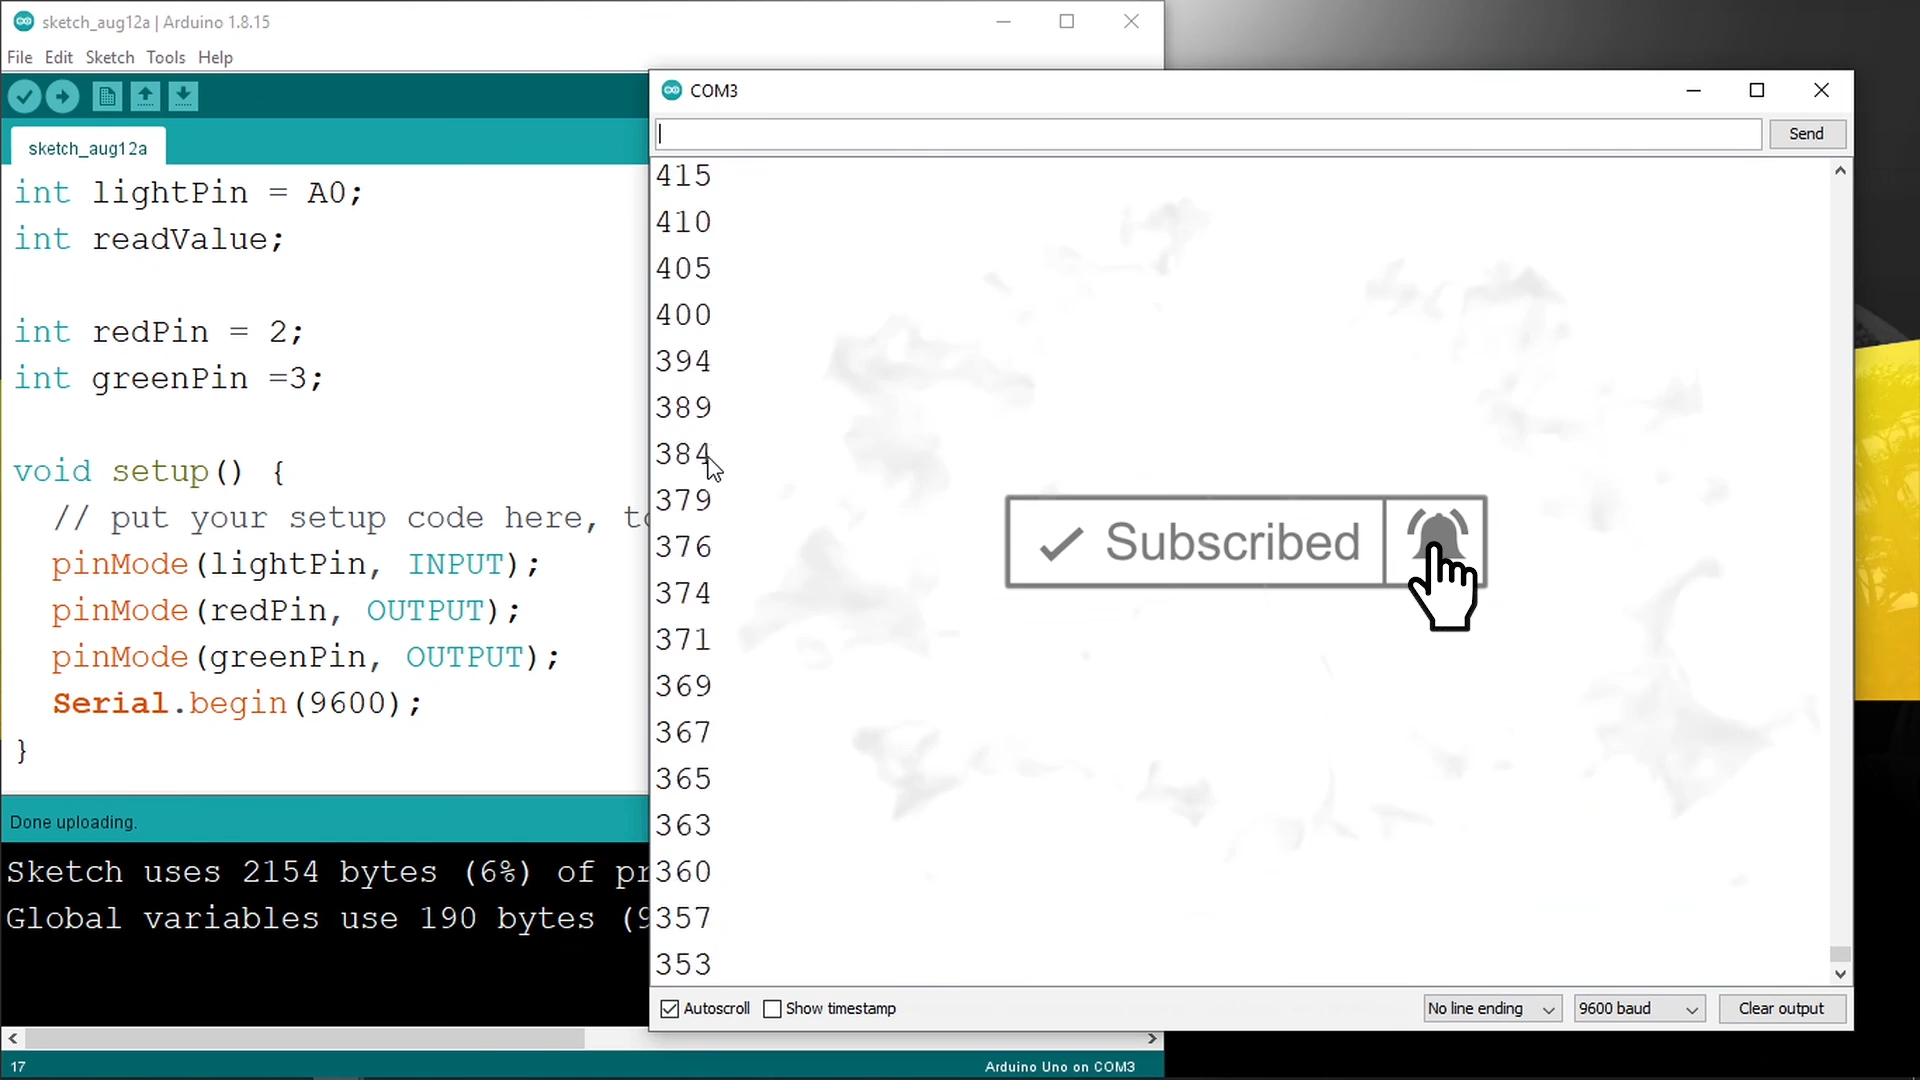 sketch_aug12a | Arduino 1.8.15
File Edit Sketch Tools Help
sketch_aug12a
int lightPin = A0;
int readValue;
int redPin = 2;
int greenPin =3;
void setup() {
// put your setup code here, to
pinMode(lightPin, INPUT);
pinMode(redPin, OUTPUT);
pinMode(greenPin, OUTPUT);
Serial.begin(9600);
}
Done uploading.
Sketch uses 2154 bytes (6%) of pr
Global variables use 190 bytes (9
17
Arduino Uno on COM3
COM3
Send
415
410
405
400
394
389
384
379
376
374
371
369
367
365
363
360
357
353
Subscribed
Autoscroll Show timestamp
No line ending
9600 baud
Clear output